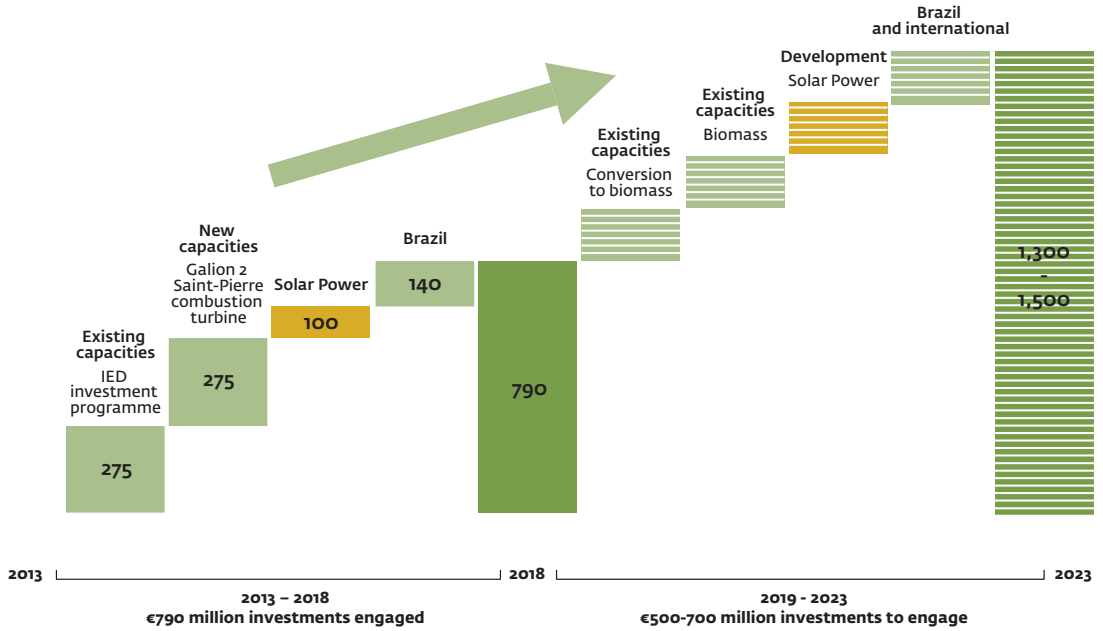 Existing
capacities
IED
investment
programme
275
New
capacities
Galion 2
Saint-Pierre
combustion
turbine
275
Solar Power
100
Brazil
140
790
Existing
capacities
Conversion
to biomass
Existing
capacities
Biomass
Development
Solar Power
Brazil
and international
1,300
-
1,500
2013
2018
2023
2013 – 2018
€790 million investments engaged
2019 - 2023
€500-700 million investments to engage